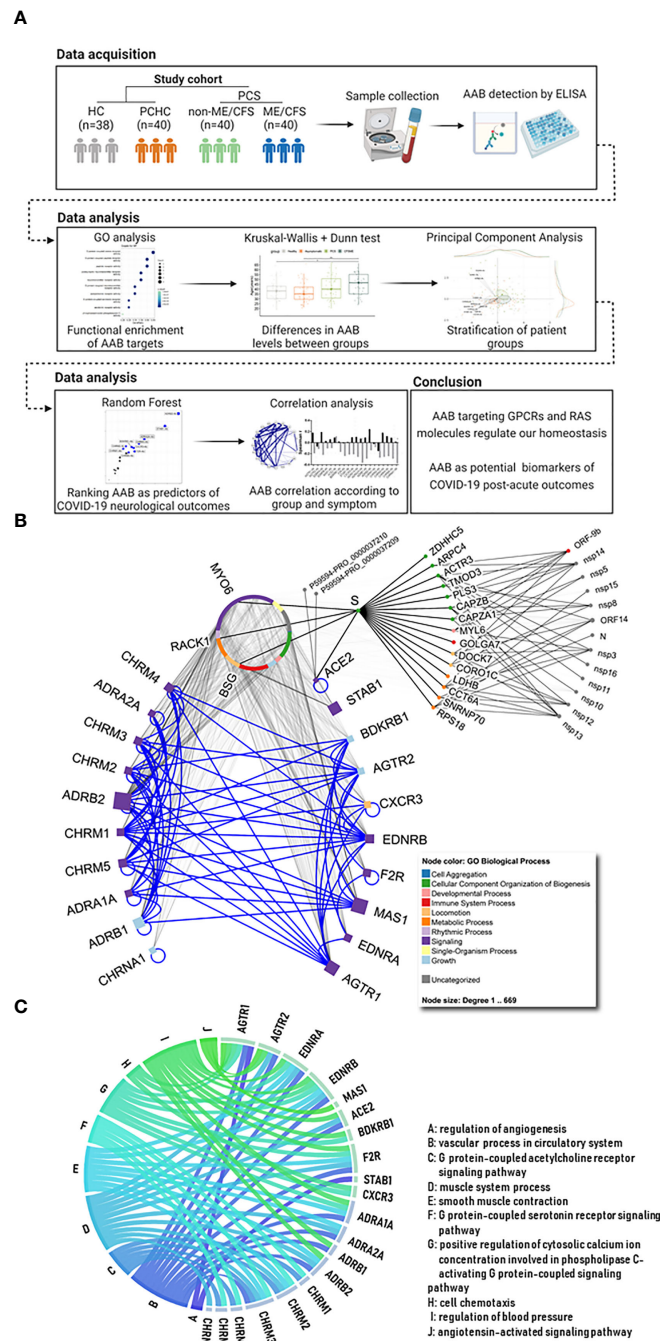 A
Data acquisition
Study cohort
PCS
HC
(n=38)
PCHC
(n=40)
non-ME/CFS
(n=40)
ME/CFS
(n=40)
Sample collection
AAB detection by ELISA
Data analysis
GO analysis
Kruskal-Wallis + Dunn test
Principal Component Analysis
Functional enrichment
of AAB targets
Differences in AAB
levels between groups
Stratification of patient
groups
Data analysis
Random Forest
Correlation analysis
Ranking AAB as predictors of
COVID-19 neurological outcomes
AAB correlation according to
group and symptom
Conclusion
AAB targeting GPCRs and RAS
molecules regulate our homestasis
AAB as potential biomarkers of
COVID-19 post-acute outcomes
B
MYO6
RACK1
BSG
P59594-PRO_0000037210
P59594-PRO_0000037209
S
ACE2
STAB1
ZDHHC5
ARPC4
ACTR3
TMOD3
PLS3
CAPZB
CAPZA1
MYL6
GOLGA7
DOCK7
CORO1C
LDHB
CCT6A
SNRNP70
RPS18
ORF-9b
nsp14
nsp5
nsp15
nsp8
ORF14
N
nsp3
nsp16
nsp11
nsp10
nsp12
nsp13
CHRM4
ADRA2A
CHRM3
CHRM2
ADRB2
CHRM1
CHRM5
ADRA1A
ADRB1
CHRNA1
BDKRB1
AGTR2
CXCR3
EDNRB
F2R
MAS1
EDNRA
AGTR1
Node color: GO Biological Process
Cell Aggregation
Cellular Component Organization of Biogenesis
Developmental Process
Immune System Process
Locomotion
Metabolic Process
Rhythmic Process
Signaling
Single-Organism Process
Growth
Uncategorized
Node size: Degree 1 .. 669
C
A
B
C
D
E
F
G
H
I
J
AGTR1
AGTR2
EDNRA
EDNRB
MAS1
ACE2
BDKRB1
F2R
STAB1
CXCR3
ADRA1A
ADRA2A
ADRB1
ADRB2
CHRM1
CHRM2
A: regulation of angiogenesis
B: vascular process in circulatory system
C: G protein-coupled acetylcholine receptor
signaling pathway
D: muscle system process
E: smooth muscle contraction
F: G protein-coupled serotonin receptor signaling
pathway
G: positive regulation of cytosolic calcium ion
concentration involved in phospholipase C-
activating G protein-coupled signaling
pathway
H: cell chemotaxis
I: regulation of blood pressure
J: angiotensin-activated signaling pathway